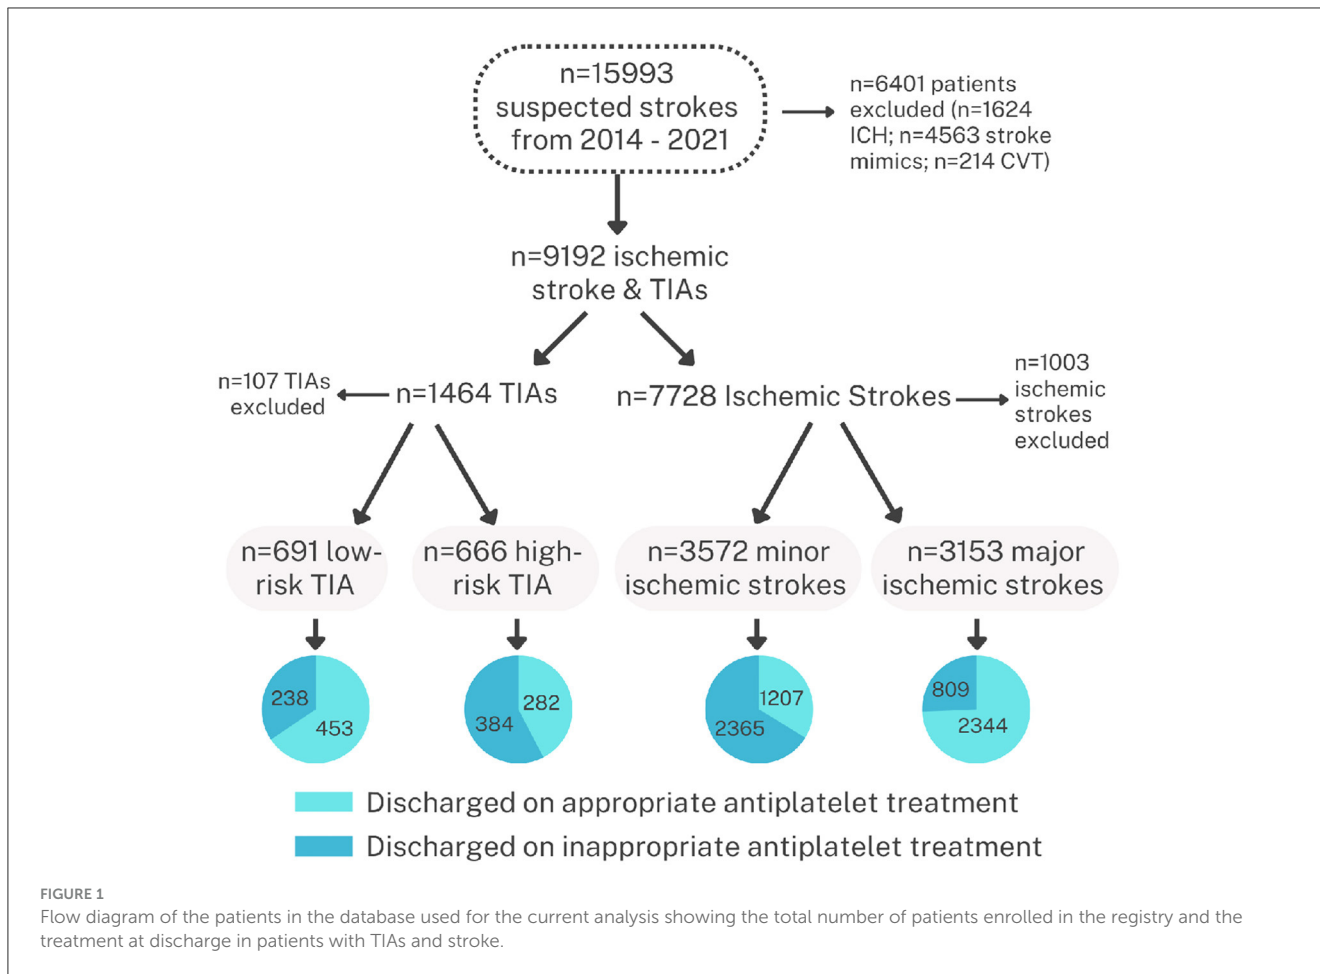 n=15993
suspected strokes
from 2014 - 2021
n=6401 patients
excluded (n=1624
ICH; n=4563 stroke
mimics; n=214 CVT)
n=9192 ischemic
stroke & TIAs
n=107 TIAs
excluded
n=1464 TIAs
n=7728 Ischemic Strokes
n=1003
ischemic
strokes
excluded
n=691 low-
risk TIA
n=666 high-
risk TIA
n=3572 minor
ischemic strokes
n=3153 major
ischemic strokes
238
453
384
282
1207
2365
809
2344
Discharged on appropriate antiplatelet treatment
Discharged on inappropriate antiplatelet treatment
FIGURE 1
Flow diagram of the patients in the database used for the current analysis showing the total number of patients enrolled in the registry and the
treatment at discharge in patients with TIAs and stroke.